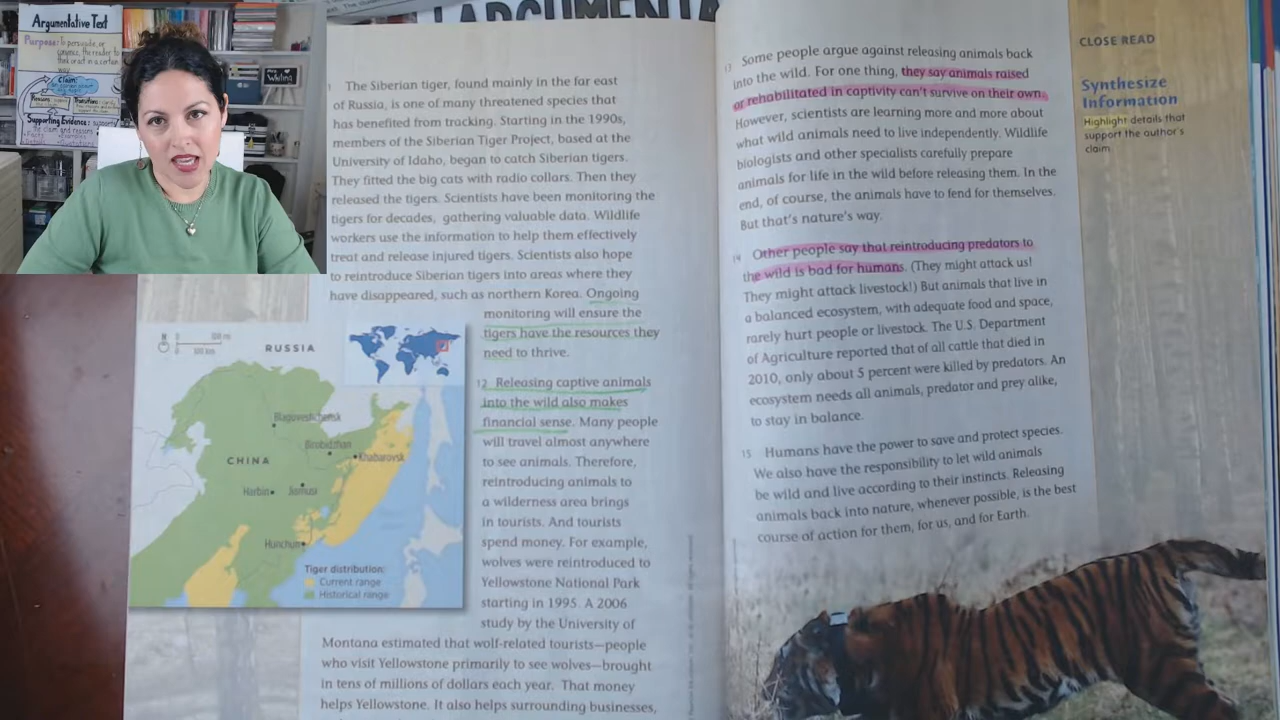 ARGUMENTA
Argumentative Text
Purpose: To persuade, or
convince, the reader to
think or act in a certain
way.
Claim:
Reasons:
Supporting Evidence:
Writing
The Siberian tiger, found mainly in the far east
of Russia, is one of many threatened species that
has benefited from tracking. Starting in the 1990s,
members of the Siberian Tiger Project, based at the
University of Idaho, began to catch Siberian tigers.
They fitted the big cats with radio collars. Then they
released the tigers. Scientists have been monitoring the
tigers for decades, gathering valuable data. Wildlife
workers use the information to help them effectively
treat and release injured tigers. Scientists also hope
to reintroduce Siberian tigers into areas where they
have disappeared, such as northern Korea. Ongoing
monitoring will ensure the
tigers have the resources they
need to thrive.
12 Releasing captive animals
into the wild also makes
financial sense. Many people
will travel almost anywhere
to see animals. Therefore,
reintroducing animals to
a wilderness area brings
in tourists. And tourists
spend money. For example,
wolves were reintroduced to
Yellowstone National Park
starting in 1995. A 2006
study by the University of
Montana estimated that wolf-related tourists—people
who visit Yellowstone primarily to see wolves—brought
in tens of millions of dollars each year. That money
helps Yellowstone. It also helps surrounding businesses,
N
0
RUSSIA
Blagoveshchensk
Birobidzhan
Khabarovsk
CHINA
Harbin
Jiamusi
Hunchun
Tiger distribution:
Current range
Historical range
13 Some people argue against releasing animals back
into the wild. For one thing, they say animals raised
or rehabilitated in captivity can't survive on their own.
However, scientists are learning more and more about
what wild animals need to live independently. Wildlife
biologists and other specialists carefully prepare
animals for life in the wild before releasing them. In the
end, of course, the animals have to fend for themselves.
But that's nature's way.
14 Other people say that reintroducing predators to
the wild is bad for humans. (They might attack us!
They might attack livestock!) But animals that live in
a balanced ecosystem, with adequate food and space,
rarely hurt people or livestock. The U.S. Department
of Agriculture reported that of all cattle that died in
2010, only about 5 percent were killed by predators. An
ecosystem needs all animals, predator and prey alike,
to stay in balance.
15 Humans have the power to save and protect species.
We also have the responsibility to let wild animals
be wild and live according to their instincts. Releasing
animals back into nature, whenever possible, is the best
course of action for them, for us, and for Earth.
CLOSE READ
Synthesize
Information
Highlight details that
support the author's
claim.